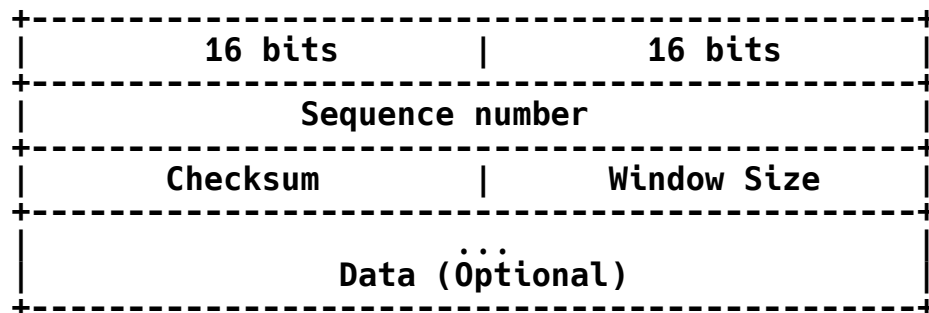 +----------------------------------------------+
| 16 bits | 16 bits |
+----------------------------------------------+
| Sequence number |
+----------------------------------------------+
| Checksum | Window Size |
+----------------------------------------------+
| ... |
| Data (Optional) |
+----------------------------------------------+